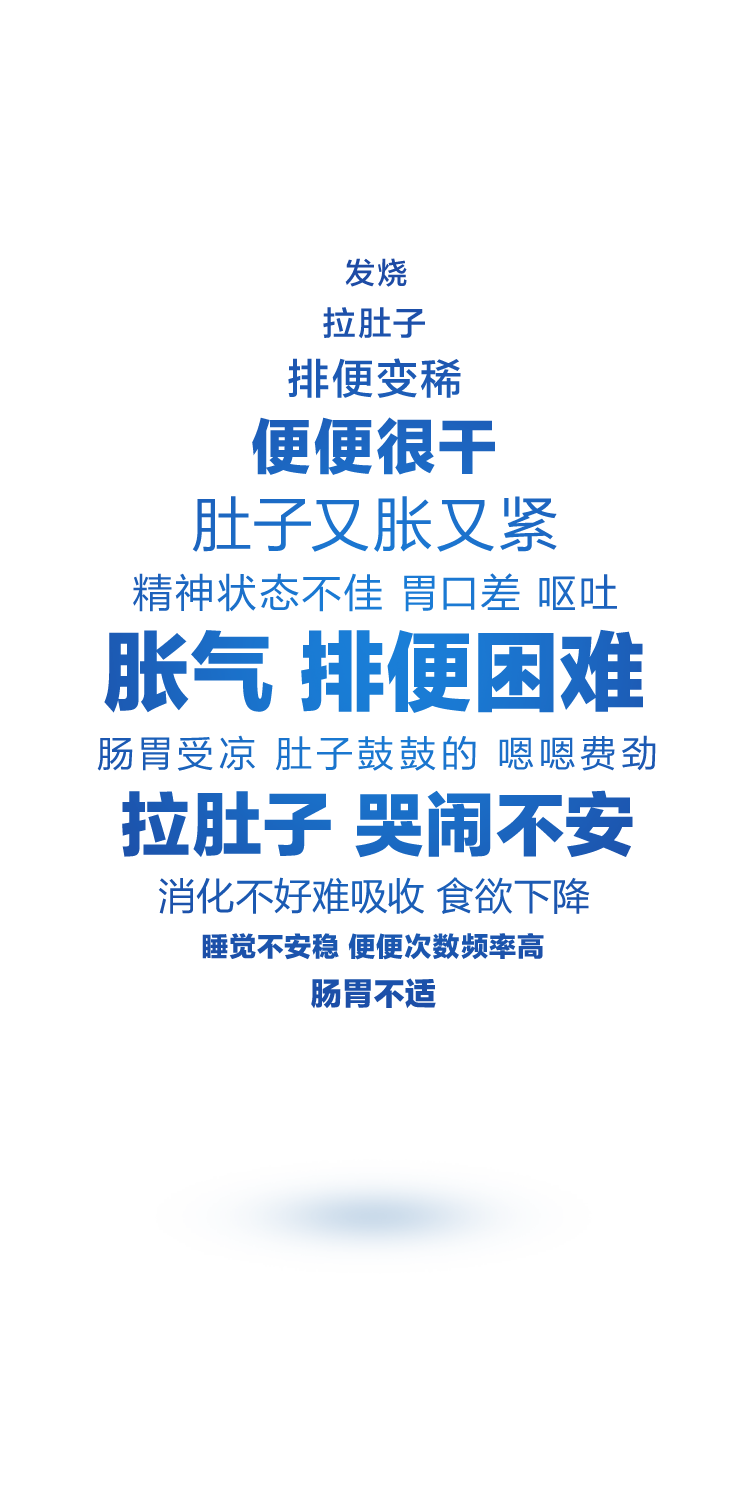 发烧
拉肚子
排便变稀
便便很干
肚子又胀又紧
精神状态不佳 胃口差 呕吐
胀气 排便困难
肠胃受凉 肚子鼓鼓的 嗯嗯费劲
拉肚子 哭闹不安
消化不好难吸收 食欲下降
睡觉不安稳 便便次数频率高
肠胃不适